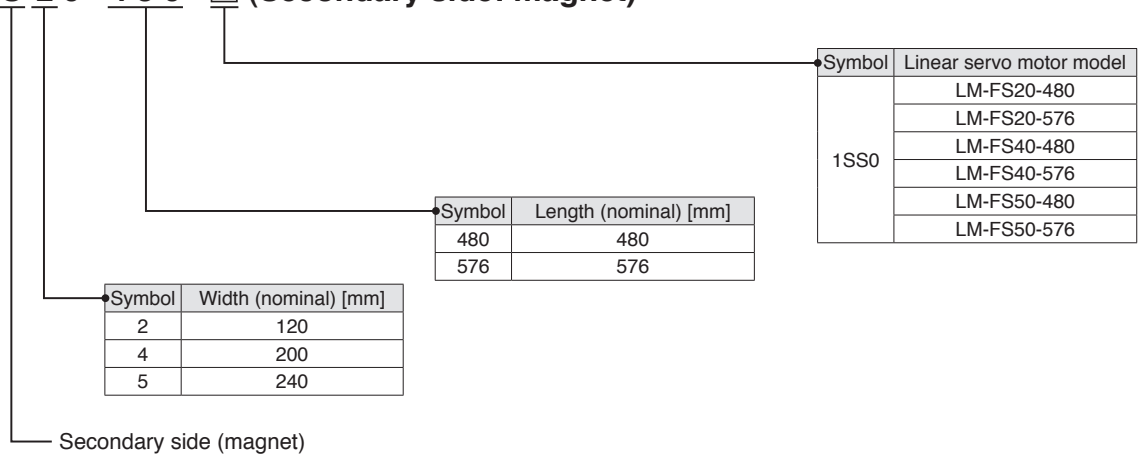 (Secondary side: magnet)
Symbol Linear servo motor model
1SS0
LM-FS20-480
LM-FS20-576
LM-FS40-480
LM-FS40-576
LM-FS50-480
LM-FS50-576
Symbol Length (nominal) [mm]
480 480
576 576
Symbol Width (nominal) [mm]
2 120
4 200
5 240
Secondary side (magnet)